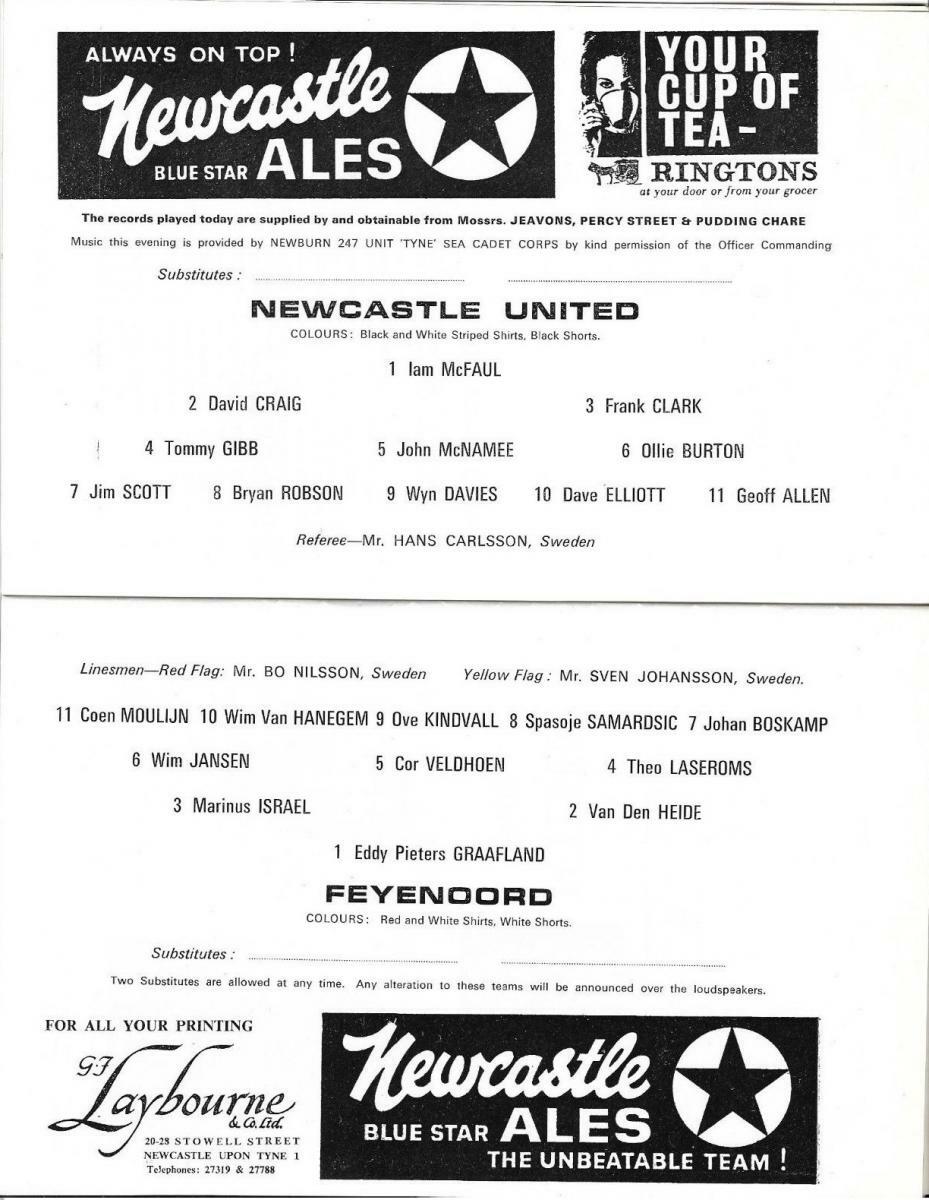 ALWAYS ON TOP !
Newcastle
BLUE STAR ALES
YOUR
CUP OF
TEA –
RINGTONS
at your door or from your grocer
The records played today are supplied by and obtainable from Mossrs. JEAVONS, PERCY STREET & PUDDING CHARE
Music this evening is provided by NEWBURN 247 UNIT 'TYNE' SEA CADET CORPS by kind permission of the Officer Commanding
Substitutes :
NEWCASTLE UNITED
COLOURS: Black and White Striped Shirts, Black Shorts.
1 Iam McFAUL
2 David CRAIG 3 Frank CLARK
4 Tommy GIBB 5 John McNAMEE 6 Ollie BURTON
7 Jim SCOTT 8 Bryan ROBSON 9 Wyn DAVIES 10 Dave ELLIOTT 11 Geoff ALLEN
Referee—Mr. HANS CARLSSON, Sweden
Linesmen—Red Flag: Mr. BO NILSSON, Sweden Yellow Flag : Mr. SVEN JOHANSSON, Sweden.
11 Coen MOULIJN 10 Wim Van HANEGEM 9 Ove KINDVALL 8 Spasoje SAMARDSIC 7 Johan BOSKAMP
6 Wim JANSEN 5 Cor VELDHOEN 4 Theo LASEROMS
3 Marinus ISRAEL 2 Van Den HEIDE
1 Eddy Pieters GRAAFLAND
FEYENOORD
COLOURS: Red and White Shirts, White Shorts.
Substitutes :
Two Substitutes are allowed at any time. Any alteration to these teams will be announced over the loudspeakers.
FOR ALL YOUR PRINTING
G.F.
Laybourne
& Co. Ltd.
20-28 STOWELL STREET
NEWCASTLE UPON TYNE 1
Telephones: 27319 & 27788
Newcastle
BLUE STAR ALES
THE UNBEATABLE TEAM !